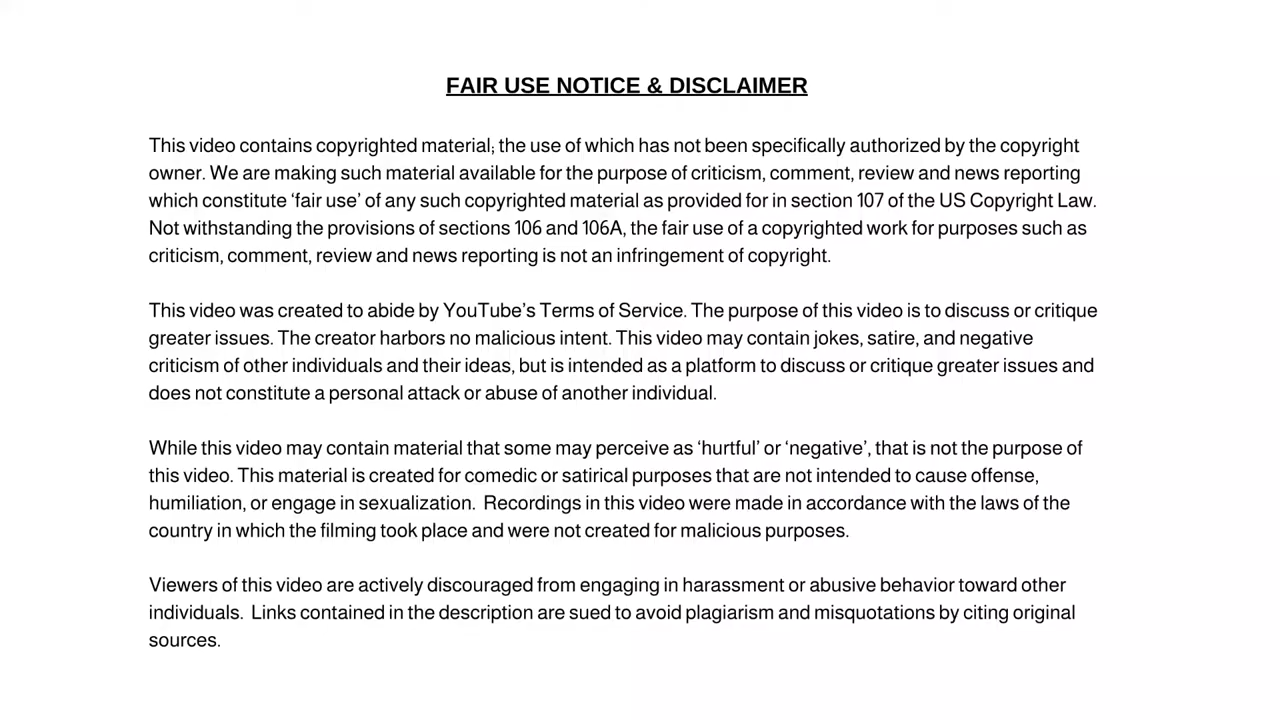 FAIR USE NOTICE & DISCLAIMER
This video contains copyrighted material; the use of which has not been specifically authorized by the copyright
owner. We are making such material available for the purpose of criticism, comment, review and news reporting
which constitute ‘fair use’ of any such copyrighted material as provided for in section 107 of the US Copyright Law.
Not withstanding the provisions of sections 106 and 106A, the fair use of a copyrighted work for purposes such as
criticism, comment, review and news reporting is not an infringement of copyright.
This video was created to abide by YouTube’s Terms of Service. The purpose of this video is to discuss or critique
greater issues. The creator harbors no malicious intent. This video may contain jokes, satire, and negative
criticism of other individuals and their ideas, but is intended as a platform to discuss or critique greater issues and
does not constitute a personal attack or abuse of another individual.
While this video may contain material that some may perceive as ‘hurtful’ or ‘negative’, that is not the purpose of
this video. This material is created for comedic or satirical purposes that are not intended to cause offense,
humiliation, or engage in sexualization.  Recordings in this video were made in accordance with the laws of the
country in which the filming took place and were not created for malicious purposes.
Viewers of this video are actively discouraged from engaging in harassment or abusive behavior toward other
individuals.  Links contained in the description are sued to avoid plagiarism and misquotations by citing original
sources.